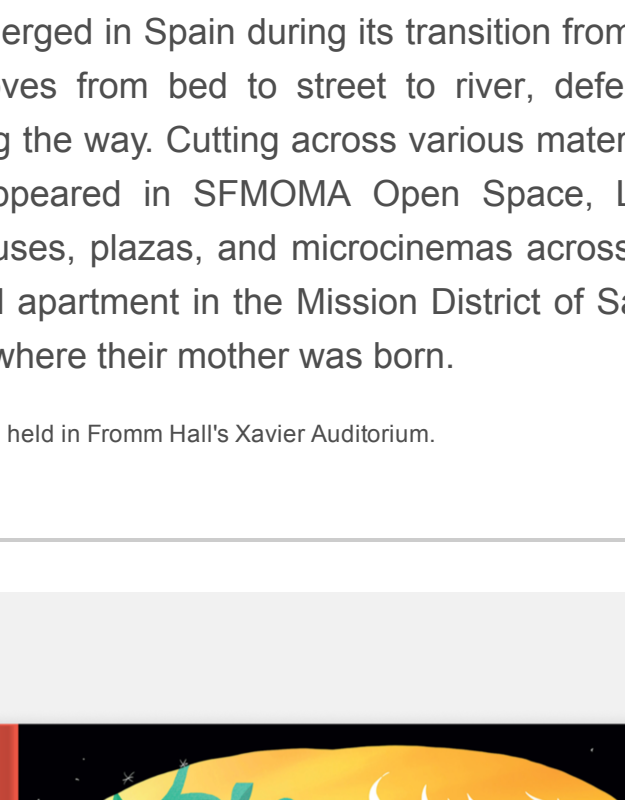 erged in Spain during its transition from
oves from bed to street to river, defe
g the way. Cutting across various mater
ppeared in SFMOMA Open Space, L
uses, plazas, and microcinemas across
l apartment in the Mission District of Sa
where their mother was born.
held in Fromm Hall's Xavier Auditorium.